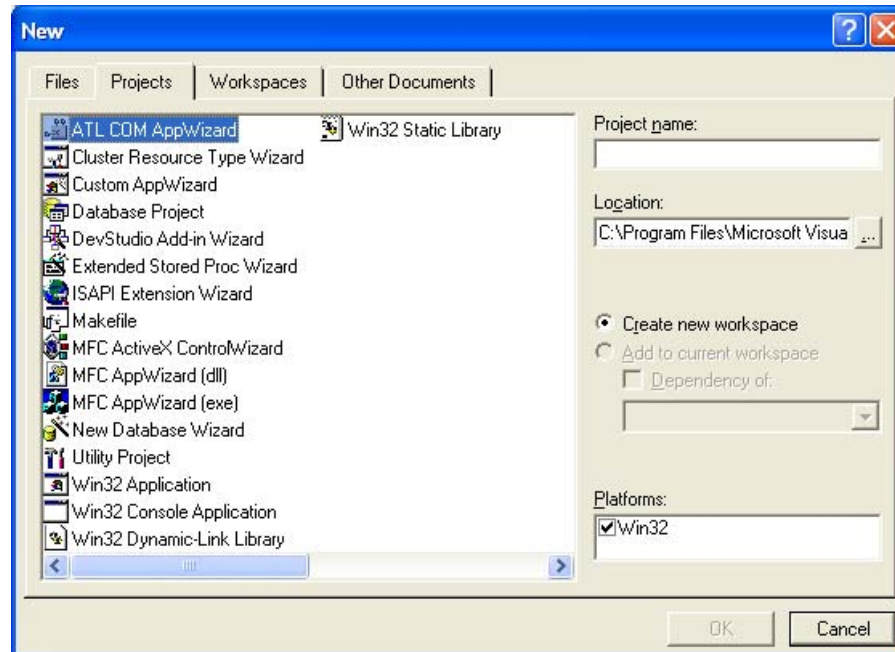 New
Files Projects Workspaces Other Documents
ATL COM AppWizard
Cluster Resource Type Wizard
Custom AppWizard
Database Project
DevStudio Add-in Wizard
Extended Stored Proc Wizard
ISAPI Extension Wizard
Makefile
MFC ActiveX ControlWizard
MFC AppWizard (dll)
MFC AppWizard (exe)
New Database Wizard
Utility Project
Win32 Application
Win32 Console Application
Win32 Dynamic-Link Library
Win32 Static Library
Project name:
Location:
C:\Program Files\Microsoft Visua ...
Create new workspace
Add to current workspace
Dependency of:
Platforms:
Win32
OK Cancel